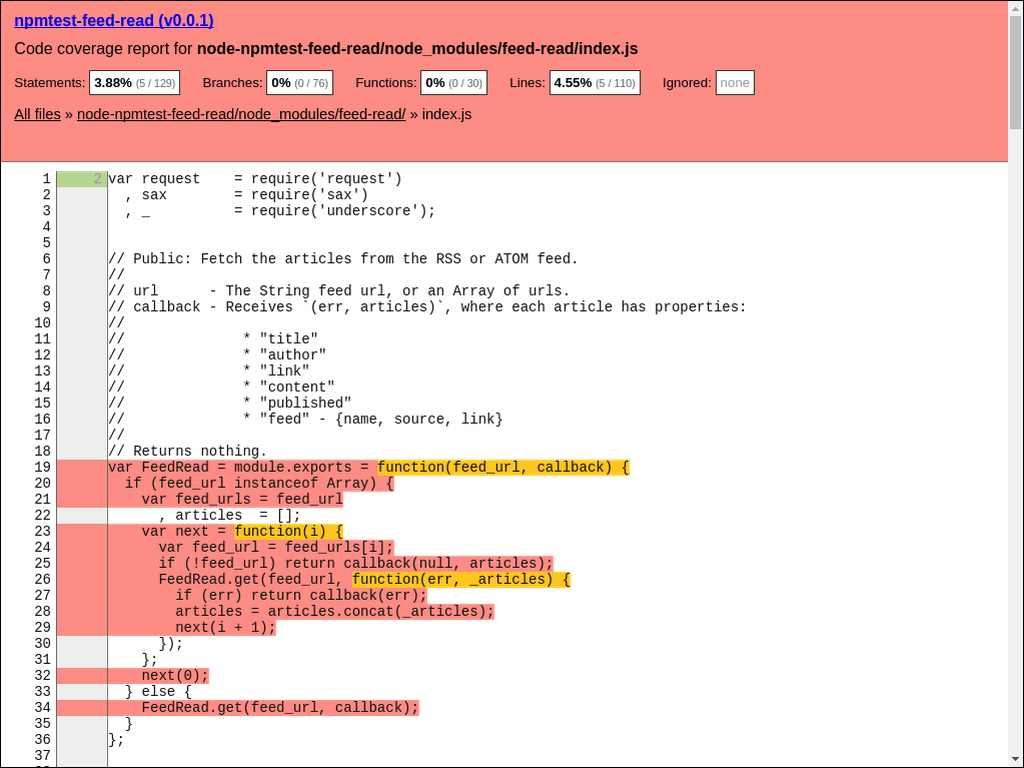 npmtest-feed-read (v0.0.1)
Code coverage report for node-npmtest-feed-read/node_modules/feed-read/index.js
Statements: 3.88% (5 / 129) Branches: 0% (0 / 76) Functions: 0% (0 / 30) Lines: 4.55% (5 / 110) Ignored: none
All files » node-npmtest-feed-read/node_modules/feed-read/ » index.js
1 2 var request    = require('request')
2   , sax        = require('sax')
3   , _          = require('underscore');
4
5
6 // Public: Fetch the articles from the RSS or ATOM feed.
7 //
8 // url      - The String feed url, or an Array of urls.
9 // callback - Receives `(err, articles)`, where each article has properties:
10 //
11 //              * "title"
12 //              * "author"
13 //              * "link"
14 //              * "content"
15 //              * "published"
16 //              * "feed" - {name, source, link}
17 //
18 // Returns nothing.
19 var FeedRead = module.exports = function(feed_url, callback) {
20   if (feed_url instanceof Array) {
21     var feed_urls = feed_url
22       , articles  = [];
23     var next = function(i) {
24       var feed_url = feed_urls[i];
25       if (!feed_url) return callback(null, articles);
26       FeedRead.get(feed_url, function(err, _articles) {
27         if (err) return callback(err);
28         articles = articles.concat(_articles);
29         next(i + 1);
30       });
31     };
32     next(0);
33   } else {
34     FeedRead.get(feed_url, callback);
35   }
36 };
37